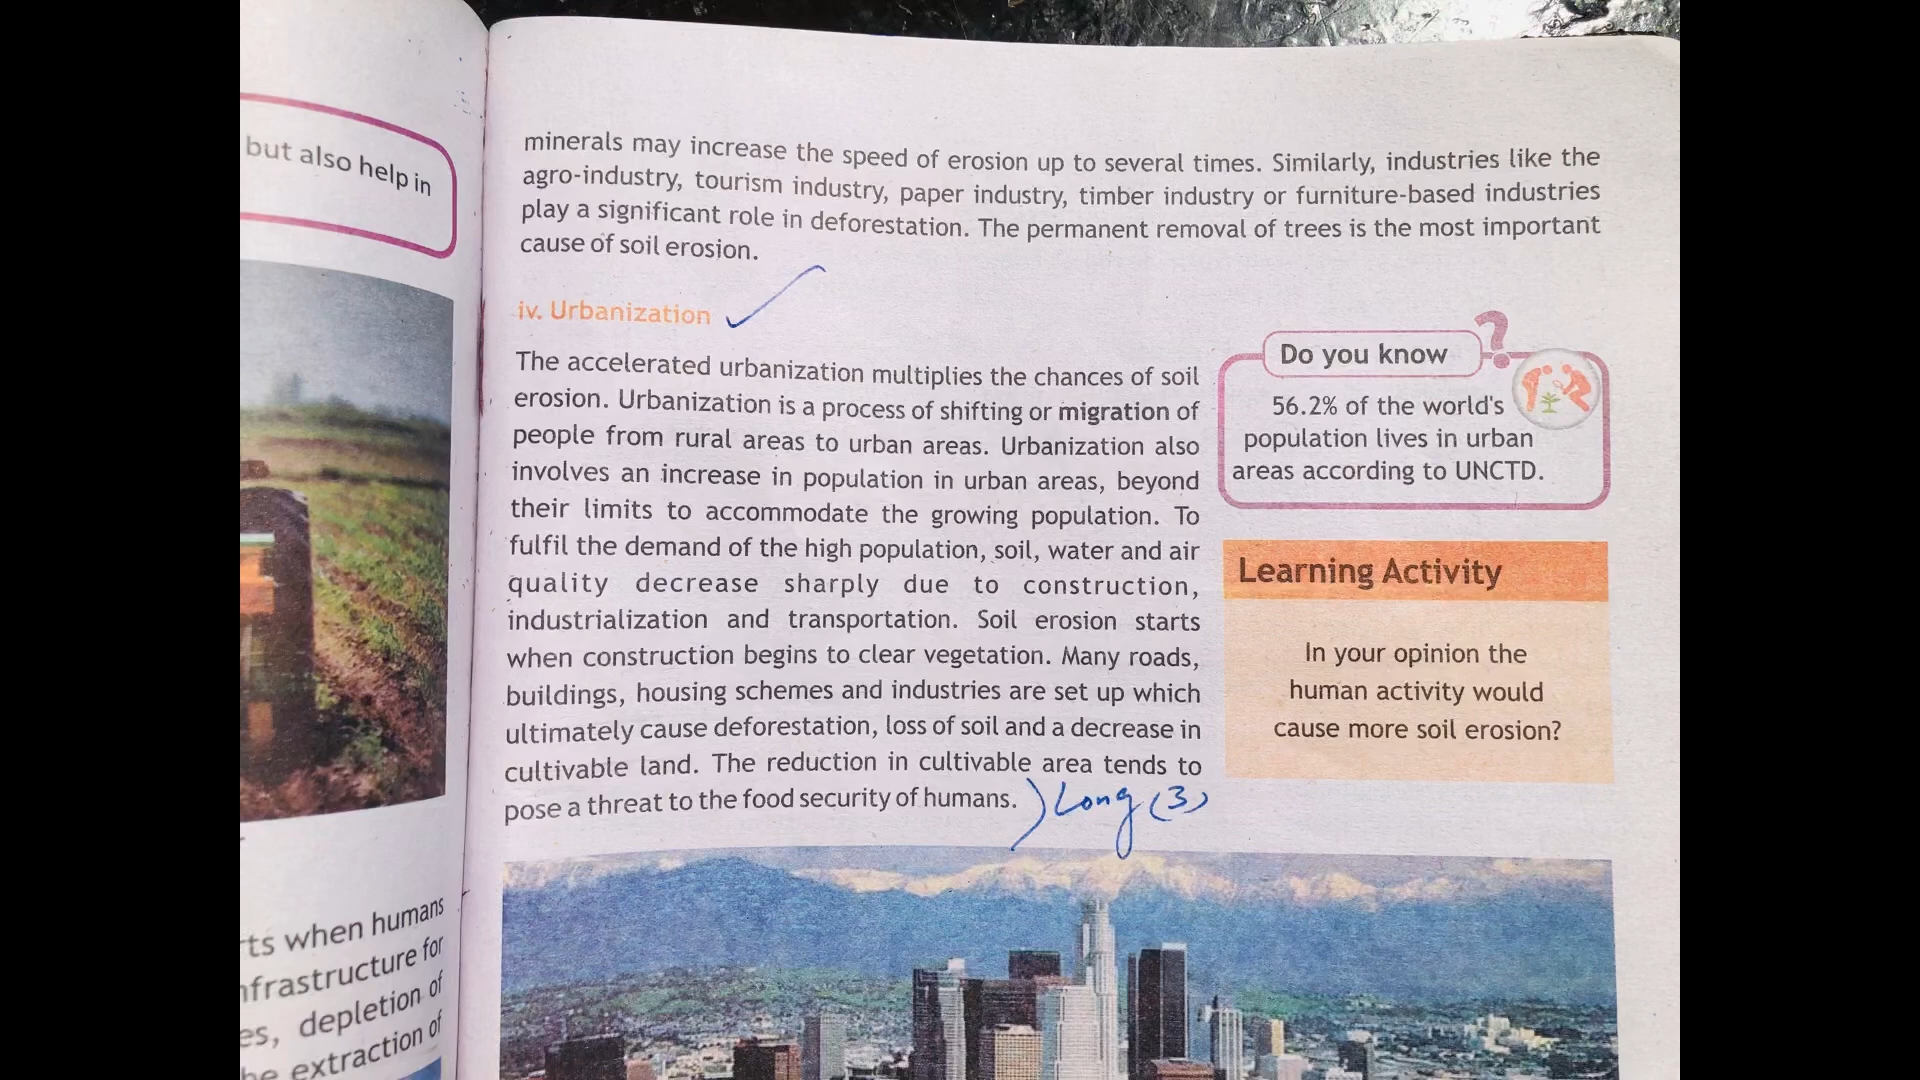 but also help in
rts when humans
nfrastructure for
es, depletion of
he extraction of
minerals may increase the speed of erosion up to several times. Similarly, industries like the
agro-industry, tourism industry, paper industry, timber industry or furniture-based industries
play a significant role in deforestation. The permanent removal of trees is the most important
cause of soil erosion.
iv. Urbanization
The accelerated urbanization multiplies the chances of soil
erosion. Urbanization is a process of shifting or migration of
people from rural areas to urban areas. Urbanization also
involves an increase in population in urban areas, beyond
their limits to accommodate the growing population. To
fulfil the demand of the high population, soil, water and air
quality decrease sharply due to construction,
industrialization and transportation. Soil erosion starts
when construction begins to clear vegetation. Many roads,
buildings, housing schemes and industries are set up which
ultimately cause deforestation, loss of soil and a decrease in
cultivable land. The reduction in cultivable area tends to
pose a threat to the food security of humans. ) Long (3)
Do you know ?
56.2% of the world's
population lives in urban
areas according to UNCTD.
Learning Activity
In your opinion the
human activity would
cause more soil erosion?